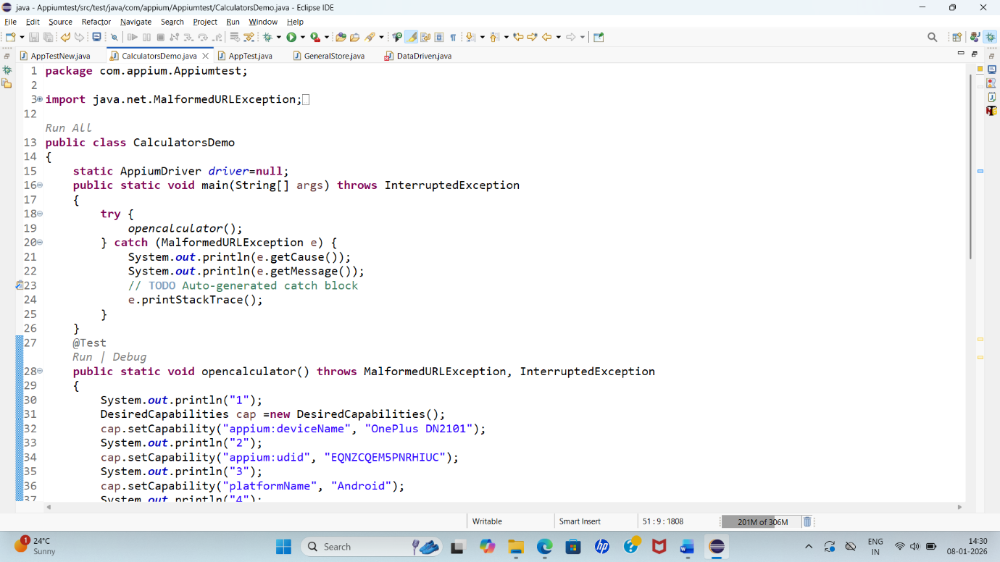 java - Appiumtest/src/test/java/com/appium/Appiumtest/CalculatorsDemo.java - Eclipse IDE
File Edit Source Refactor Navigate Search Project Run Window Help
AppTestNew.java CalculatorsDemo.java AppTest.java GeneralStore.java DataDriven.java
1 package com.appium.Appiumtest;
2
3 import java.net.MalformedURLException;
12
Run All
13 public class CalculatorsDemo
14 {
15 static AppiumDriver driver=null;
16 public static void main(String[] args) throws InterruptedException
17 {
18 try {
19 opencalculator();
20 } catch (MalformedURLException e) {
21 System.out.println(e.getCause());
22 System.out.println(e.getMessage());
23 // TODO Auto-generated catch block
24 e.printStackTrace();
25 }
26 }
27 @Test
Run | Debug
28 public static void opencalculator() throws MalformedURLException, InterruptedException
29 {
30 System.out.println("1");
31 DesiredCapabilities cap =new DesiredCapabilities();
32 cap.setCapability("appium:deviceName", "OnePlus DN2101");
33 System.out.println("2");
34 cap.setCapability("appium:udid", "EQNZCQEM5PNRHIUC");
35 System.out.println("3");
36 cap.setCapability("platformName", "Android");
37 System.out.println("4");
Writable Smart Insert 51 : 9 : 1808 201M of 306M
1 24°C
Sunny
Search
ENG
IN
14:30
08-01-2026